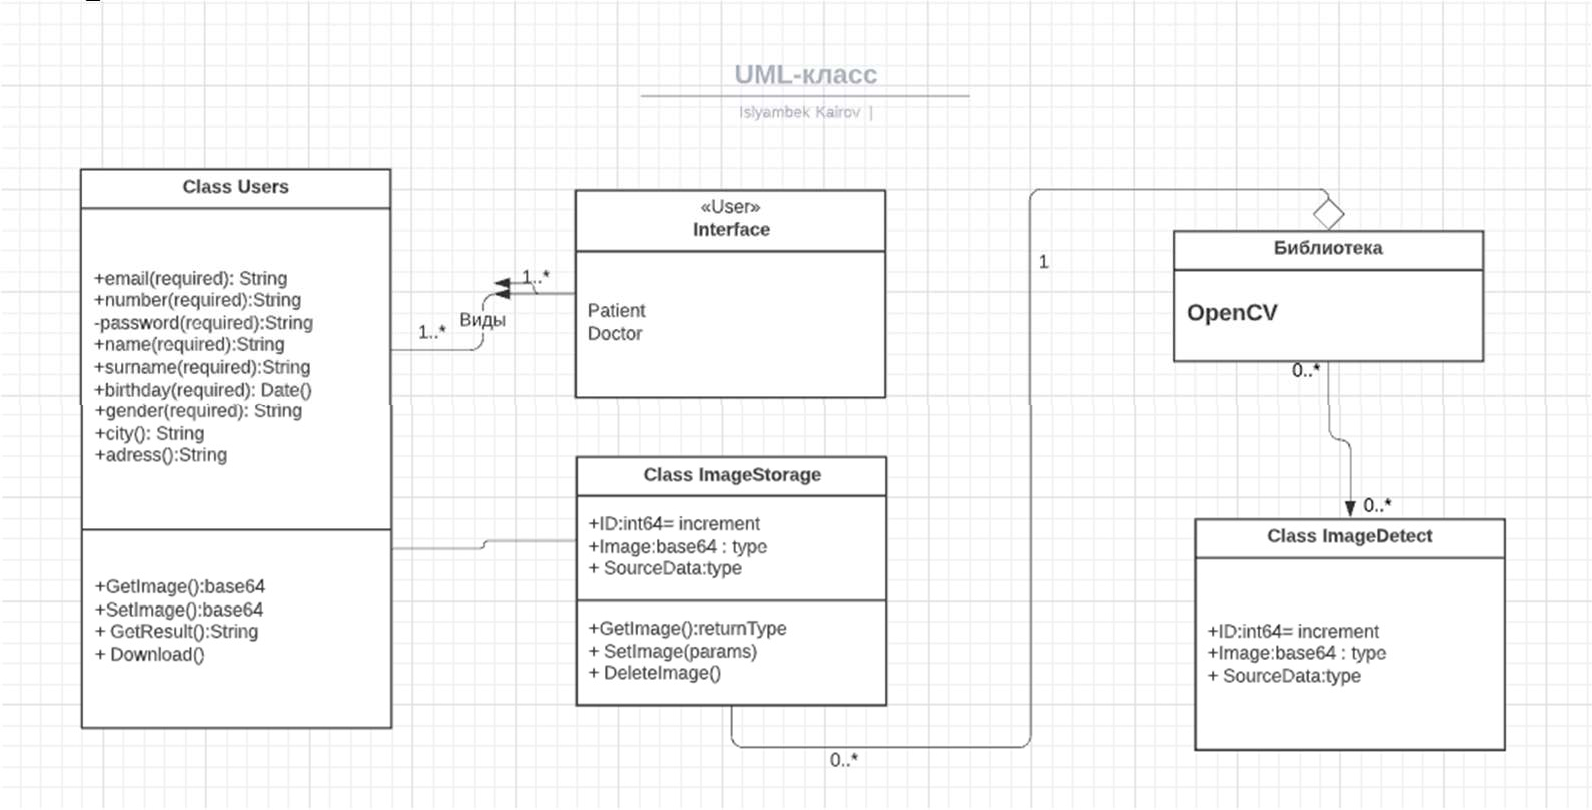 UML-класс
Islyambek Kairov |
Class Users
+email(required): String
+number(required):String
-password(required):String
+name(required):String
+surname(required):String
+birthday(required): Date()
+gender(required): String
+city(): String
+adress():String
+GetImage():base64
+SetImage():base64
+ GetResult():String
+ Download()
1..*
Виды
1..*
«User»
Interface
Patient
Doctor
Class ImageStorage
+ID:int64= increment
+Image:base64 : type
+ SourceData:type
+GetImage():returnType
+ SetImage(params)
+ DeleteImage()
0..*
1
Библиотека
OpenCV
0..*
0..*
Class ImageDetect
+ID:int64= increment
+Image:base64 : type
+ SourceData:type